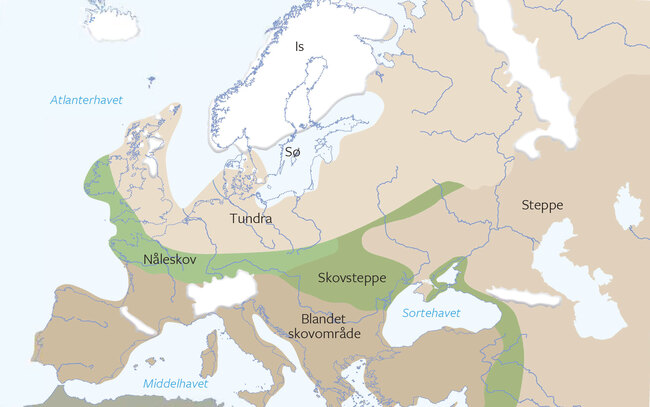 Is
Atlanterhavet
Sø
Tundra
Steppe
Nåleskov
Skovsteppe
Blandet
skovområde
Sortehavet
Middelhavet